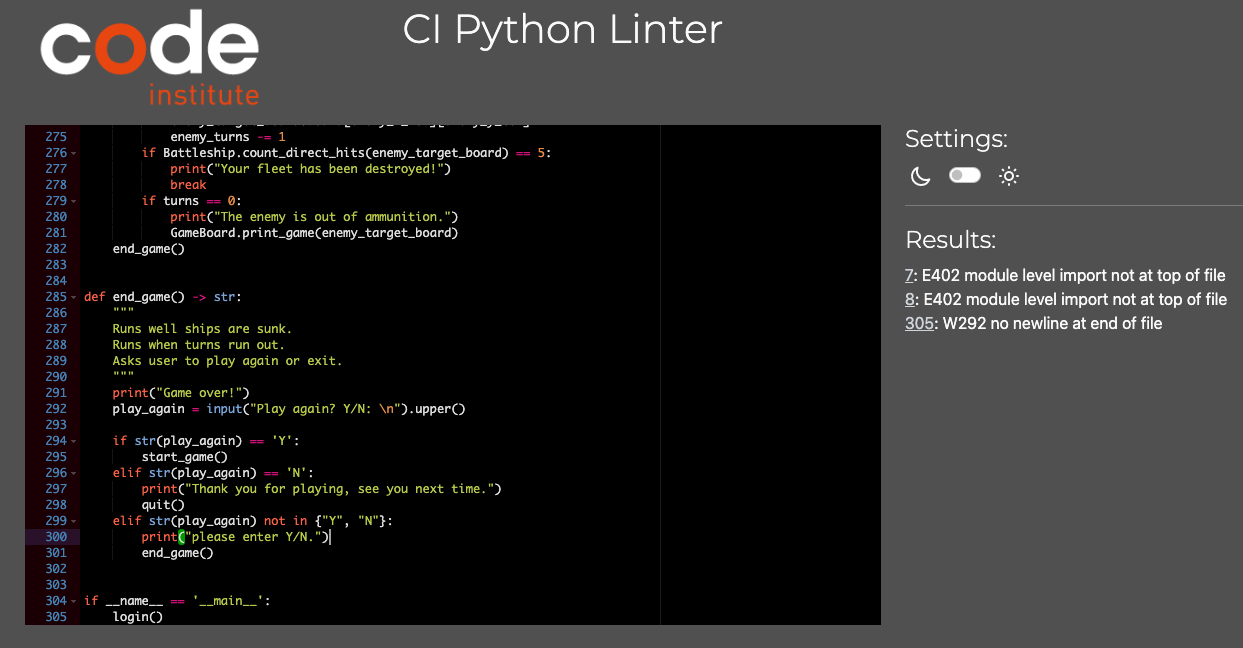 code
institute
CI Python Linter
275 enemy_turns -= 1
276 if Battleship.count_direct_hits(enemy_target_board) == 5:
277 print("Your fleet has been destroyed!")
278 break
279 if turns == 0:
280 print("The enemy is out of ammunition.")
281 GameBoard.print_game(enemy_target_board)
282 end_game()
283
284
285 def end_game() -> str:
286 """
287 Runs well ships are sunk.
288 Runs when turns run out.
289 Asks user to play again or exit.
290 """
291 print("Game over!")
292 play_again = input("Play again? Y/N: \n").upper()
293
294 if str(play_again) == 'Y':
295 start_game()
296 elif str(play_again) == 'N':
297 print("Thank you for playing, see you next time.")
298 quit()
299 elif str(play_again) not in {"Y", "N"}:
300 print("please enter Y/N.")
301 end_game()
302
303
304 if __name__ == '__main__':
305 login()
Settings:
Results:
7: E402 module level import not at top of file
8: E402 module level import not at top of file
305: W292 no newline at end of file